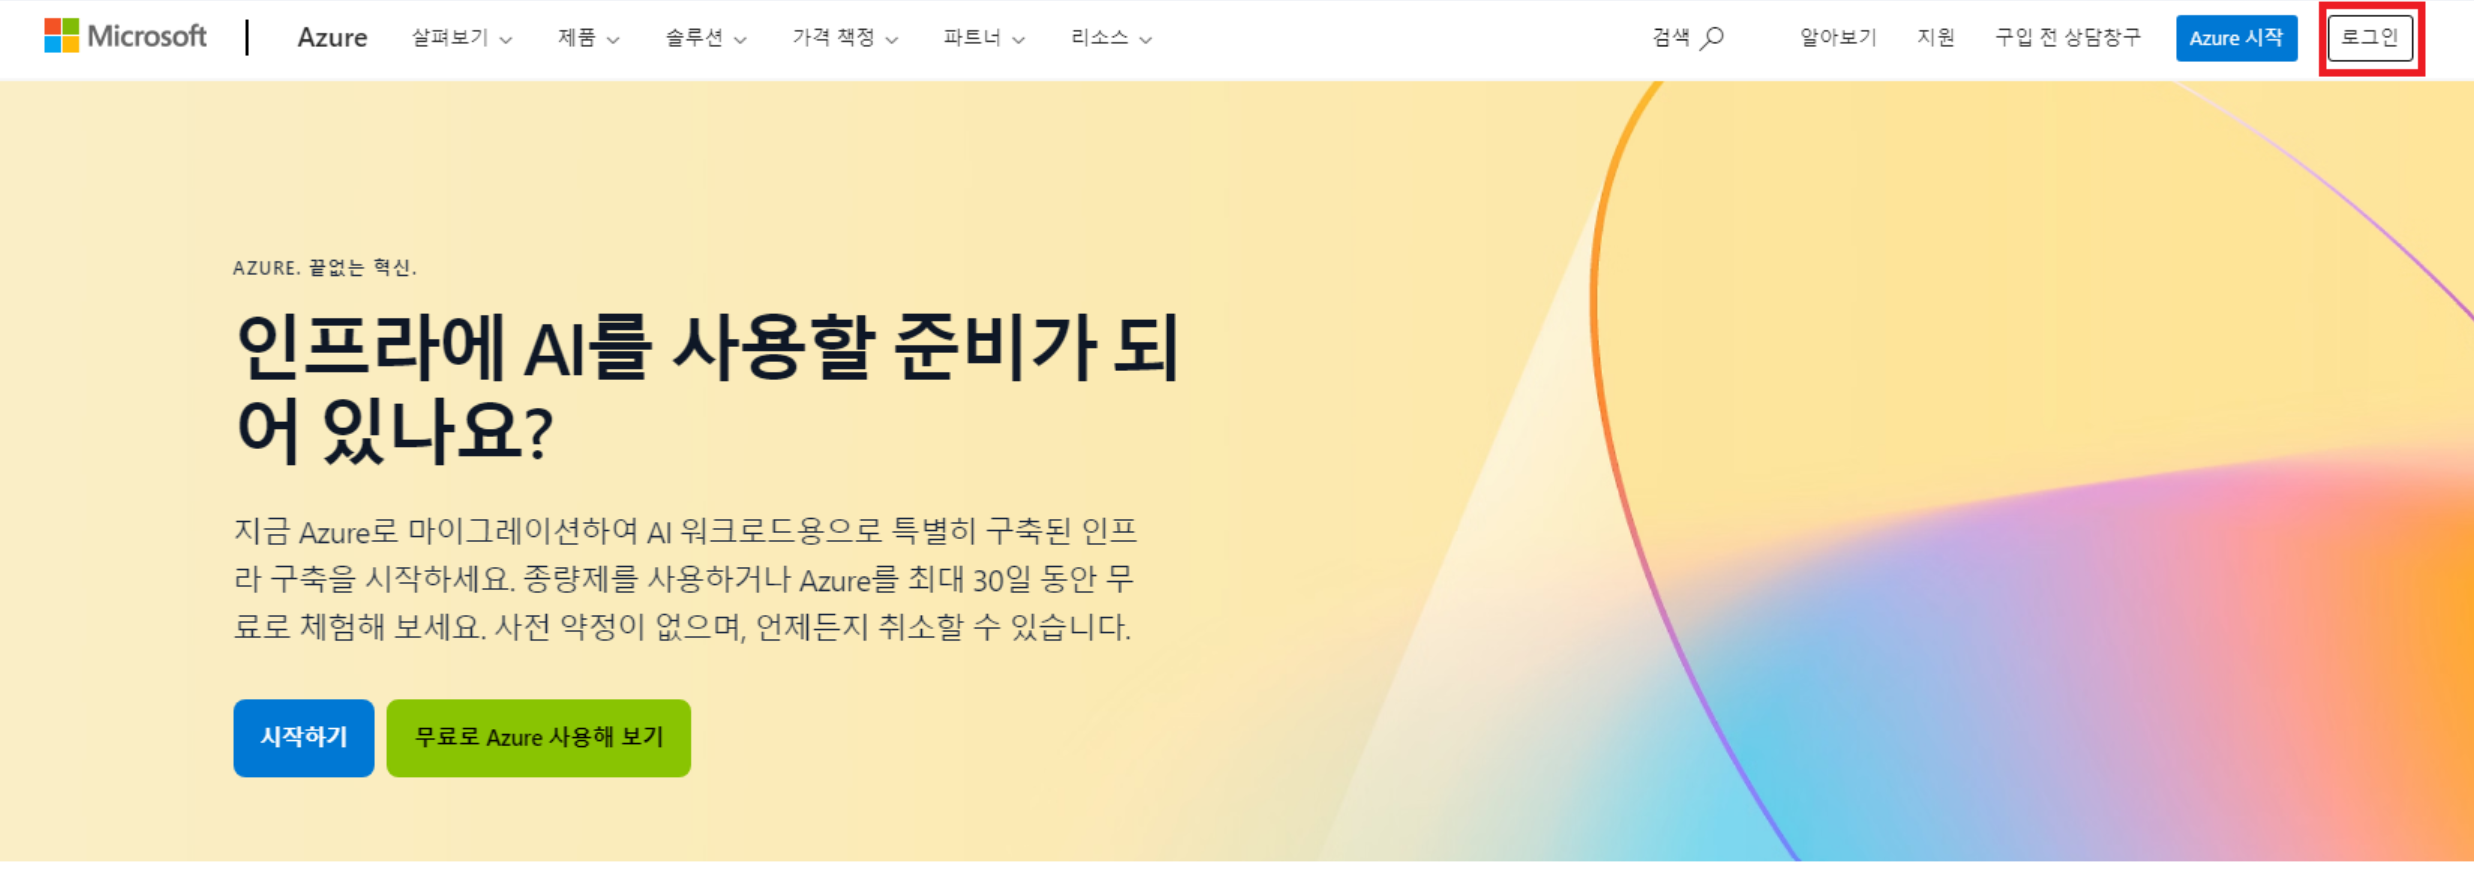 Microsoft Azure 살펴보기 제품 솔루션 가격 책정 파트너 리소스 검색 알아보기 지원 구입 전 상담창구 Azure 시작 로그인
AZURE. 끝없는 혁신.
인프라에 AI를 사용할 준비가 되
어 있나요?
지금 Azure로 마이그레이션하여 AI 워크로드용으로 특별히 구축된 인프
라 구축을 시작하세요. 종량제를 사용하거나 Azure를 최대 30일 동안 무
료로 체험해 보세요. 사전 약정이 없으며, 언제든지 취소할 수 있습니다.
시작하기 무료로 Azure 사용해 보기